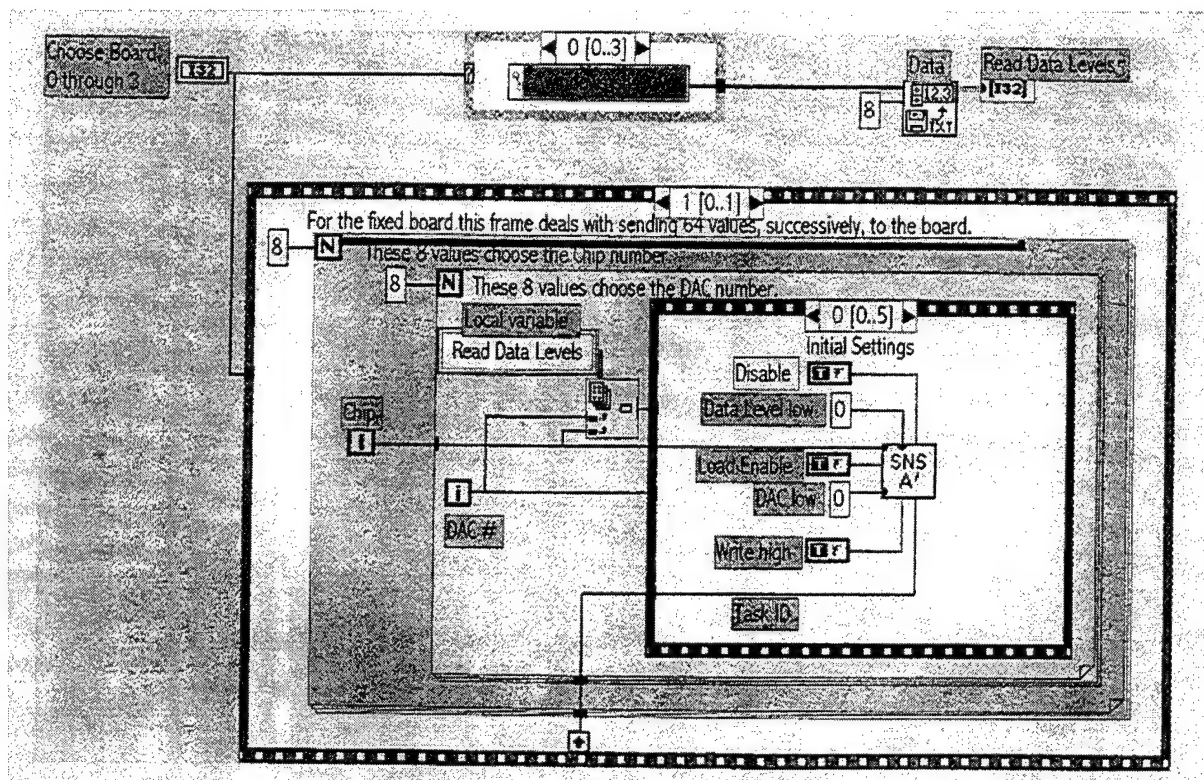 Choose Board,
0 through 3
I32
0 [0..3]
Data
Read Data Levels
8
1 2.3
TXT
[I32]
1 [0..1]
For the fixed board this frame deals with sending 64 values, successively, to the board.
8
N
These 8 values choose the Chip number.
8
N
These 8 values choose the DAC number.
0 [0..5]
Local variable
Initial Settings
Read Data Levels
Disable
T F
Chip
Data Level low
0
i
Load Enable
T F
SNS
A'
i
DAC low
0
DAC #
Write high
T F
Task ID